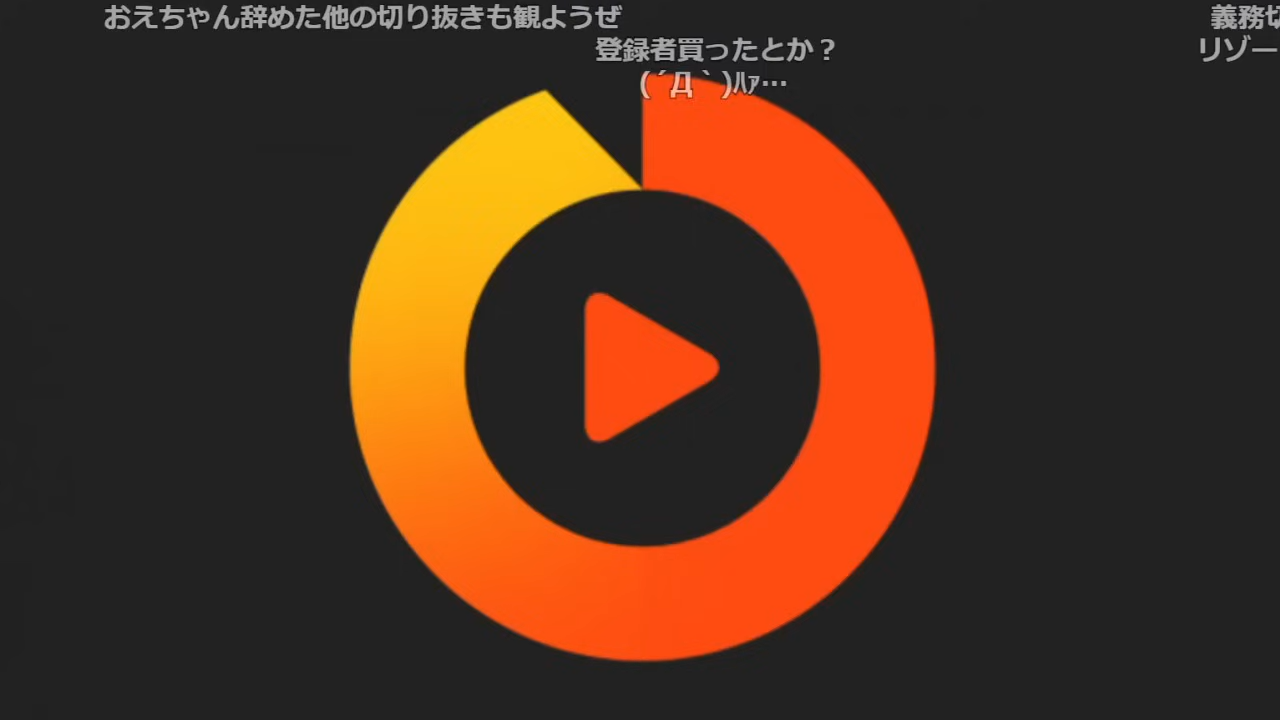 おえちゃん辞めた他の切り抜きも観ようぜ
義務切
登録者買ったとか？
リゾー
(´Д｀)ﾊｧ…